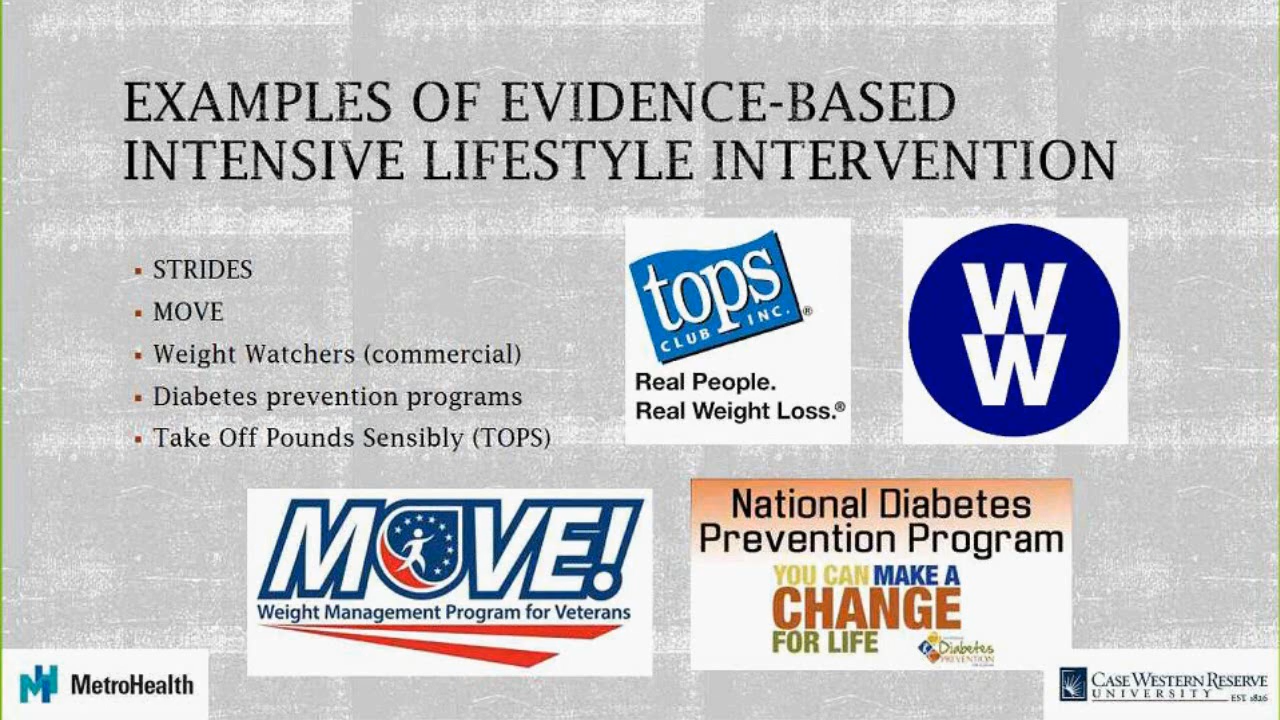 EXAMPLES OF EVIDENCE-BASED
INTENSIVE LIFESTYLE INTERVENTION
▪ STRIDES
▪ MOVE
▪ Weight Watchers (commercial)
▪ Diabetes prevention programs
▪ Take Off Pounds Sensibly (TOPS)
tops
CLUB INC.®
Real People.
Real Weight Loss.®
W
W
MOVE!
Weight Management Program for Veterans
National Diabetes
Prevention Program
YOU CAN MAKE A
CHANGE
FOR LIFE
Diabetes
PREVENTION
MetroHealth
CASE WESTERN RESERVE
UNIVERSITY
EST. 1826